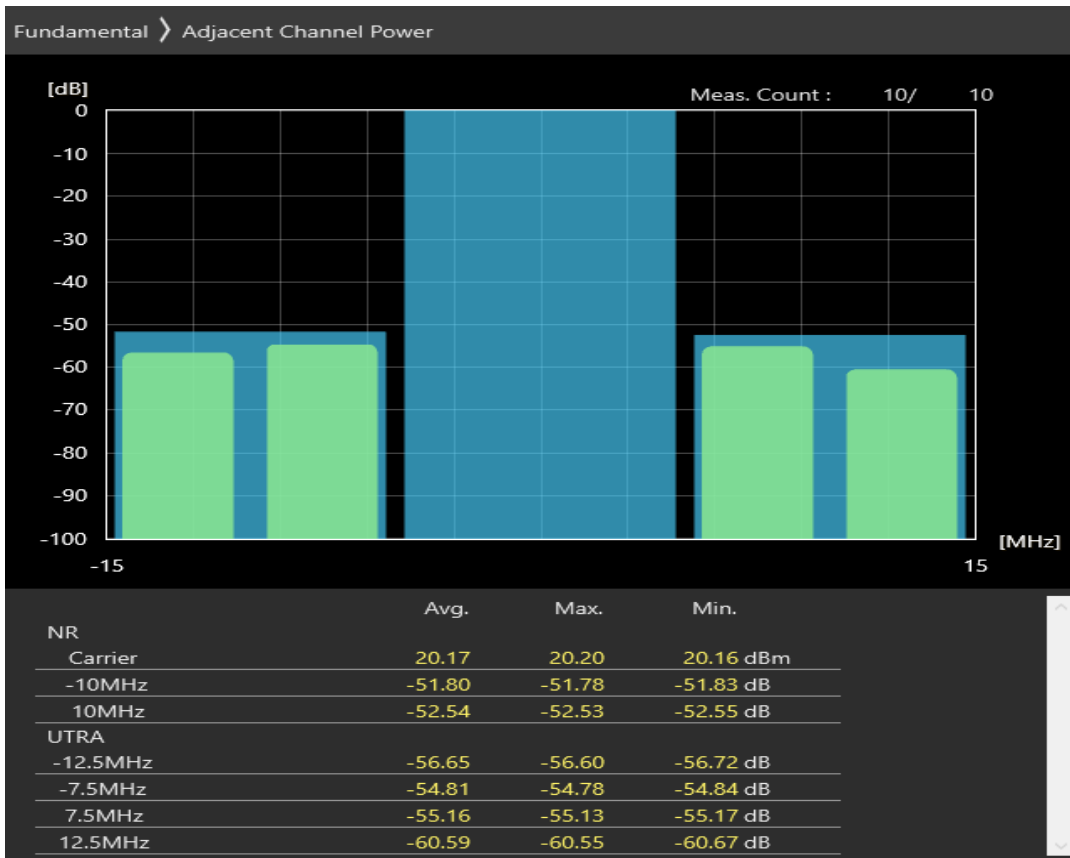 Fundamental ❯ Adjacent Channel Power
[dB]
Meas. Count : 10/ 10
0
-10
-20
-30
-40
-50
-60
-70
-80
-90
-100
[MHz]
-15 15
Avg. Max. Min.
NR
Carrier 20.17 20.20 20.16 dBm
-10MHz -51.80 -51.78 -51.83 dB
10MHz -52.54 -52.53 -52.55 dB
UTRA
-12.5MHz -56.65 -56.60 -56.72 dB
-7.5MHz -54.81 -54.78 -54.84 dB
7.5MHz -55.16 -55.13 -55.17 dB
12.5MHz -60.59 -60.55 -60.67 dB